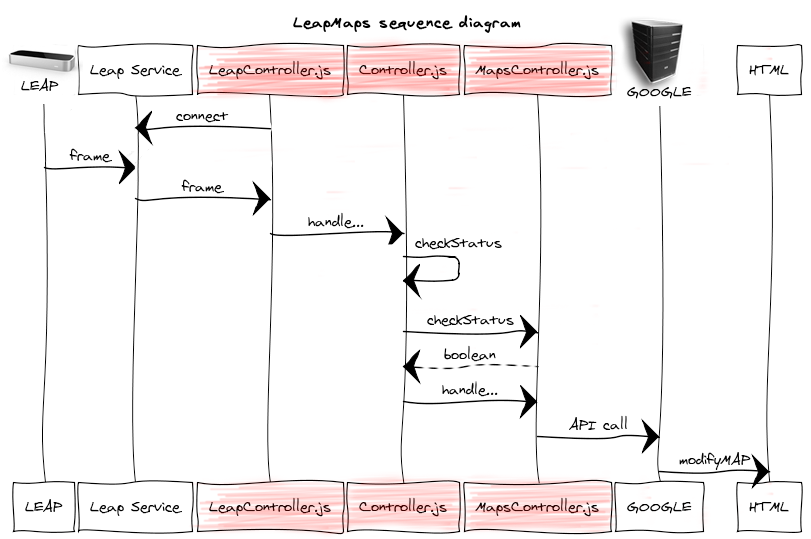 LeapMaps sequence diagram
LEAP
Leap Service
LeapController.js
Controller.js
MapsController.js
GOOGLE
HTML
connect
frame
frame
handle...
checkStatus
checkStatus
boolean
handle...
API call
modifyMAP
LEAP
Leap Service
LeapController.js
Controller.js
MapsController.js
GOOGLE
HTML